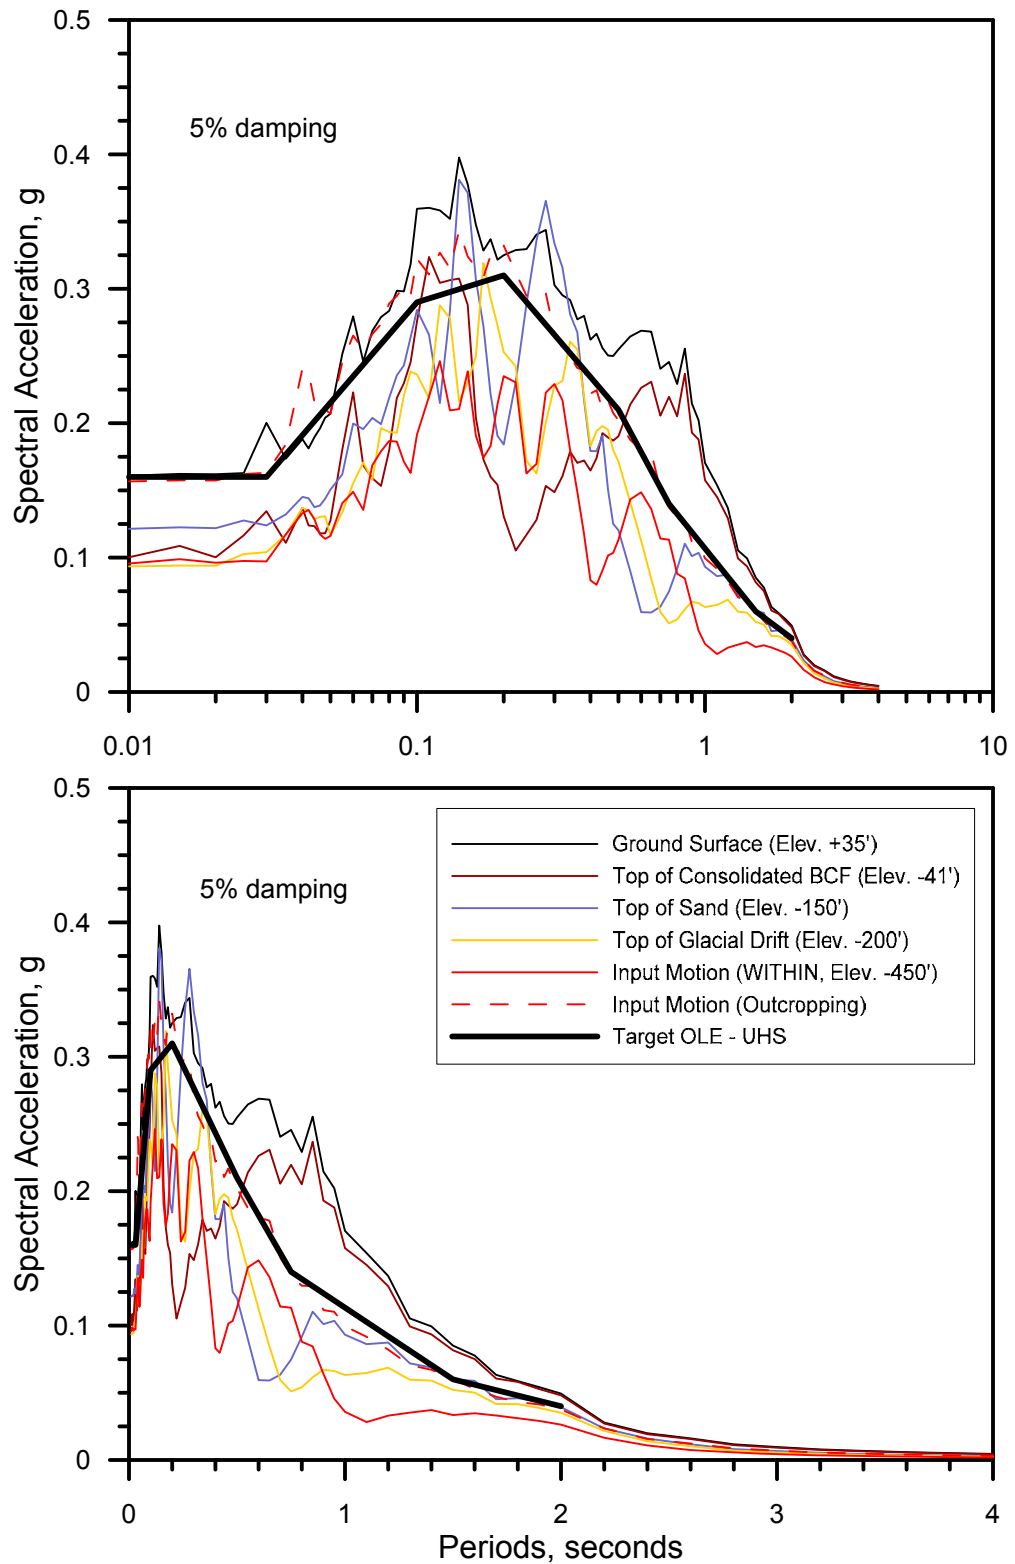 0.5
0.4
0.3
0.2
0.1
0
Spectral Acceleration, g
5% damping
0.01
0.1
1
10
0.5
0.4
0.3
0.2
0.1
0
Spectral Acceleration, g
5% damping
Ground Surface (Elev. +35')
Top of Consolidated BCF (Elev. -41')
Top of Sand (Elev. -150')
Top of Glacial Drift (Elev. -200')
Input Motion (WITHIN, Elev. -450')
Input Motion (Outcropping)
Target OLE - UHS
0
1
2
3
4
Periods, seconds